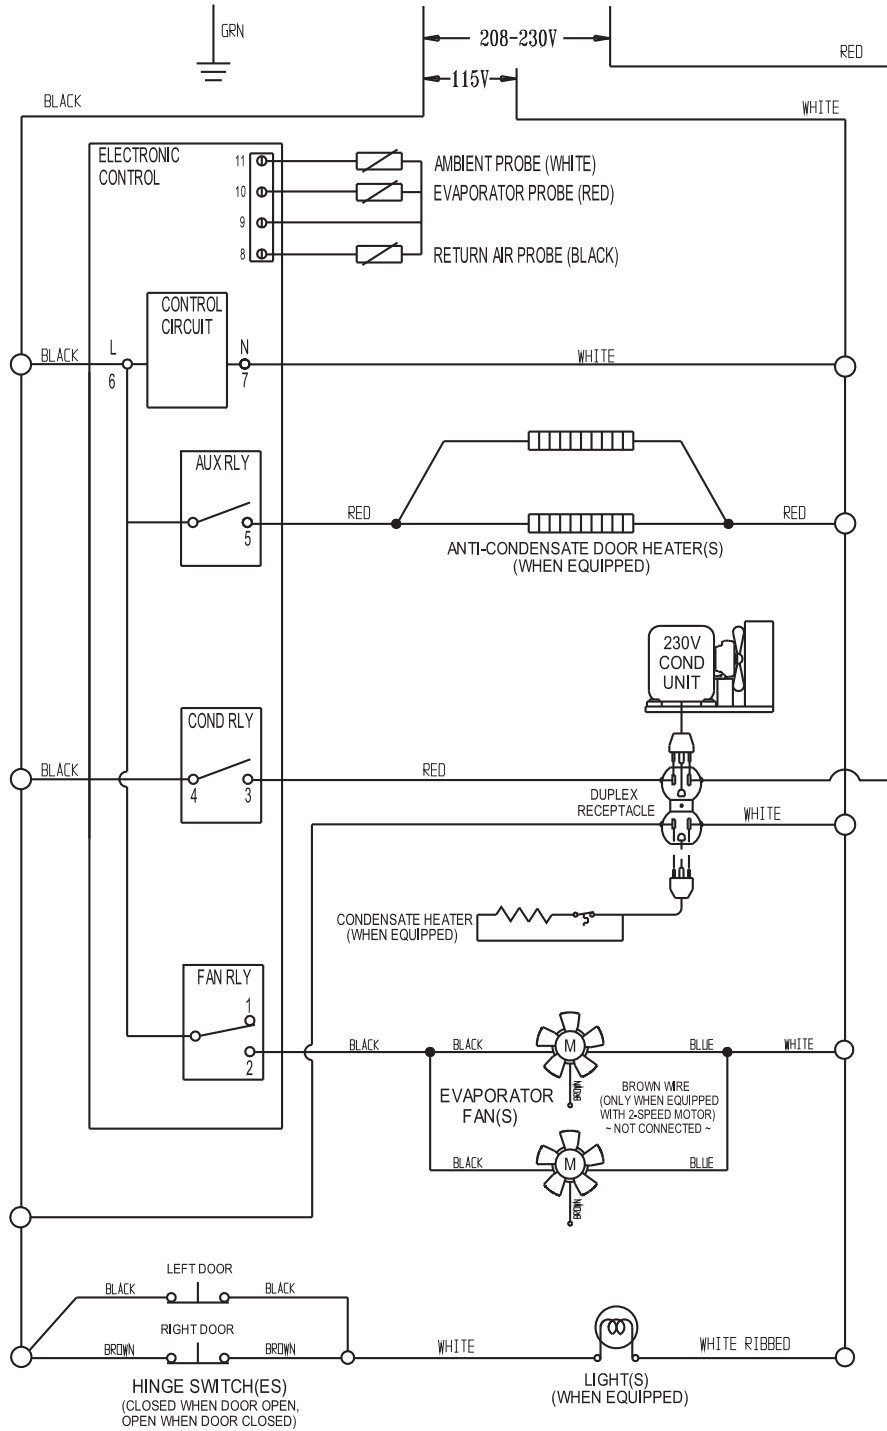 GRN
208-230V
RED
115V
BLACK
WHITE
ELECTRONIC
CONTROL
11
AMBIENT PROBE (WHITE)
10
EVAPORATOR PROBE (RED)
9
8
RETURN AIR PROBE (BLACK)
CONTROL
CIRCUIT
BLACK
L
N
WHITE
6
7
AUX RLY
RED
RED
5
ANTI-CONDENSATE DOOR HEATER(S)
(WHEN EQUIPPED)
230V
COND
UNIT
COND RLY
BLACK
RED
4
3
DUPLEX
RECEPTACLE
WHITE
CONDENSATE HEATER
(WHEN EQUIPPED)
FAN RLY
1
2
BLACK
BLACK
M
BLUE
WHITE
BROWN
EVAPORATOR
FAN(S)
BROWN WIRE
(ONLY WHEN EQUIPPED
WITH 2-SPEED MOTOR)
~ NOT CONNECTED ~
BLACK
M
BLUE
BROWN
LEFT DOOR
BLACK
BLACK
RIGHT DOOR
BROWN
BROWN
WHITE
WHITE RIBBED
HINGE SWITCH(ES)
(CLOSED WHEN DOOR OPEN,
OPEN WHEN DOOR CLOSED)
LIGHT(S)
(WHEN EQUIPPED)